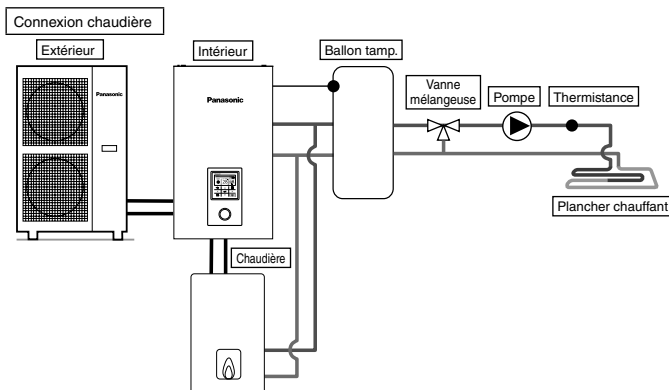 Connexion chaudière
Extérieur
Intérieur
Ballon tamp.
Vanne
mélangeuse
Pompe
Thermistance
Panasonic
Panasonic
Plancher chauffant
Chaudière